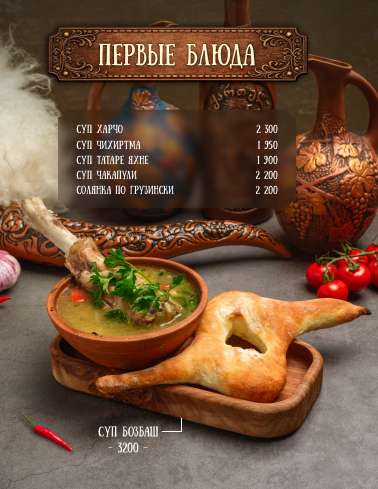 ПЕРВЫЕ БЛЮДА
СУП ХАРЧО 2 300
СУП ЧИХИРТМА 1 950
СУП ТАТАРЕ ЯХНЕ 1 900
СУП ЧАКАПУЛИ 2 200
СОЛЯНКА ПО ГРУЗИНСКИ 2 200
СУП БОЗБАШ
- 3200 -